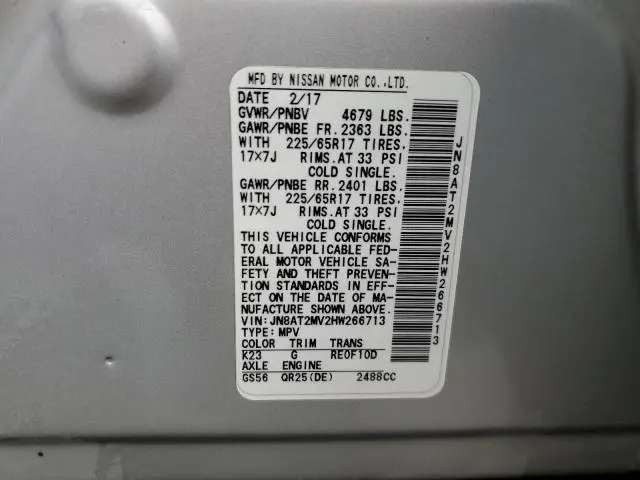 MFD BY NISSAN MOTOR CO.,LTD.
DATE 2/17
GVWR/PNBV 4679 LBS.
GAWR/PNBE FR. 2363 LBS.
WITH 225/65R17 TIRES.
17×7J RIMS. AT 33 PSI
COLD SINGLE.
GAWR/PNBE RR. 2401 LBS.
WITH 225/65R17 TIRES.
17×7J RIMS. AT 33 PSI
COLD SINGLE.
THIS VEHICLE CONFORMS
TO ALL APPLICABLE FED-
ERAL MOTOR VEHICLE SA-
FETY AND THEFT PREVEN-
TION STANDARDS IN EFF-
ECT ON THE DATE OF MA-
NUFACTURE SHOWN ABOVE.
VIN: JN8AT2MV2HW266713
TYPE: MPV
COLOR TRIM TRANS
K23 G RE0F10D
AXLE ENGINE
GS56 QR25(DE) 2488CC
JN8AT2MV2HW266713